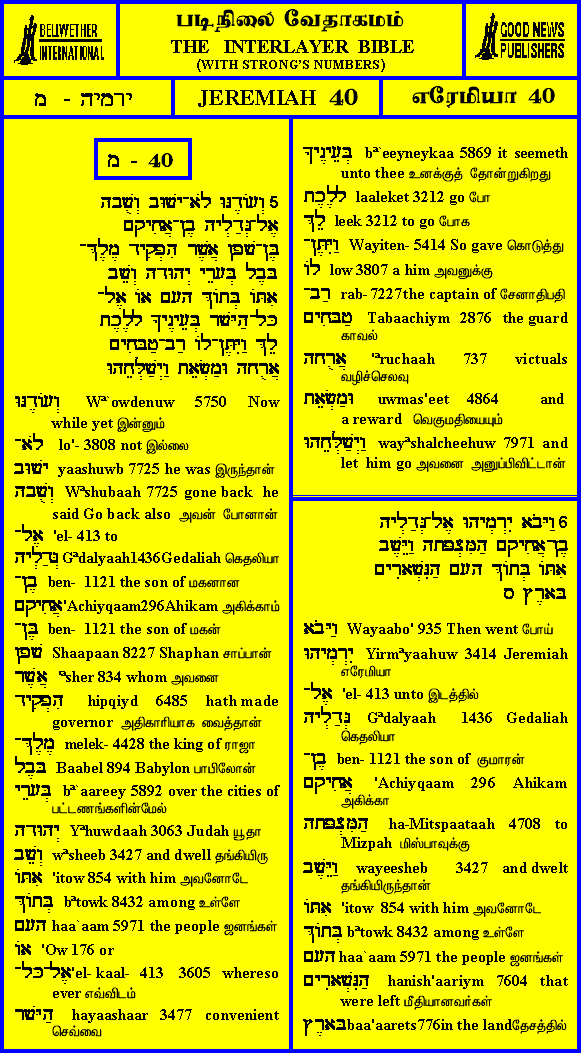 BELLWETHER
INTERNATIONAL
படிநிலை வேதாகமம்
THE INTERLAYER BIBLE
(WITH STRONG'S NUMBERS)
GOOD NEWS
PUBLISHERS
ירמיה - מ
JEREMIAH 40
எரேமியா 40
מ - 40
5 וְעוֹדֶנּוּ לֹא־יָשׁוּב וְשֻׁבָה
אֶל־גְּדַלְיָה בֶן־אֲחִיקָם
בֶּן־שָׁפָן אֲשֶׁר הִפְקִיד מֶלֶךְ־
בָּבֶל בְּעָרֵי יְהוּדָה וְשֵׁב
אִתּוֹ בְּתוֹךְ הָעָם אוֹ אֶל־
כָּל־הַיָּשָׁר בְּעֵינֶיךָ לָלֶכֶת
לֵךְ וַיִּתֶּן־לוֹ רַב־טַבָּחִים
אֲרֻחָה וּמַשְׂאֵת וַיְשַׁלְּחֵהוּ
וְעוֹדֶנּוּ Wª`owdenuw 5750 Now
while yet இன்னும்
לֹא־ lo'- 3808 not இல்லை
יָשׁוּב yaashuwb 7725 he was இருந்தான்
וְשֻׁבָה Wªshubaah 7725 gone back he
said Go back also அவன் போனான்
אֶל־ 'el- 413 to
גְּדַלְיָה Gªdalyaah1436Gedaliah கெதலியா
בֶן־ ben- 1121 the son of மகனான
אֲחִיקָם 'Achiyqaam296Ahikam அகிக்காம்
בֶּן־ ben- 1121 the son of மகன்
שָׁפָן Shaapaan 8227 Shaphan சாப்பான்
אֲשֶׁר ªsher 834 whom அவனை
הִפְקִיד hipqiyd 6485 hath made
governor அதிகாரியாக வைத்தான்
מֶלֶךְ־ melek- 4428 the king of ராஜா
בָּבֶל Baabel 894 Babylon பாபிலோன்
בְּעָרֵי bª`aareey 5892 over the cities of
பட்டணங்களின்மேல்
יְהוּדָה Yªhuwdaah 3063 Judah யூதா
וְשֵׁב wªsheeb 3427 and dwell தங்கியிரு
אִתּוֹ 'itow 854 with him அவனோடே
בְּתוֹךְ bªtowk 8432 among உள்ளே
הָעָם haa`aam 5971 the people ஜனங்கள்
אוֹ 'Ow 176 or
אֶל־כָּל־ 'el- kaal- 413 3605 whereso
ever எவ்விடம்
הַיָּשָׁר hayaashaar 3477 convenient
செவ்வை
בְּעֵינֶיךָ bª`eeyneykaa 5869 it seemeth
unto thee உனக்குத் தோன்றுகிறது
לָלֶכֶת laaleket 3212 go போ
לֵךְ leek 3212 to go போக
וַיִּתֶּן־ Wayiten- 5414 So gave கொடுத்து
לוֹ low 3807 a him அவனுக்கு
רַב־ rab- 7227the captain of சேனாதிபதி
טַבָּחִים Tabaachiym 2876 the guard
காவல்
אֲרֻחָה 'ªruchaah 737 victuals
வழிச்செலவு
וּמַשְׂאֵת uwmas'eet 4864 and
a reward வெகுமதியையும்
וַיְשַׁלְּחֵהוּ wayªshalcheehuw 7971 and
let him go அவனை அனுப்பிவிட்டான்
6 וַיָּבֹא יִרְמְיָהוּ אֶל־גְּדַלְיָה
בֶן־אֲחִיקָם הַמִּצְפָּתָה וַיֵּשֶׁב
אִתּוֹ בְּתוֹךְ הָעָם הַנִּשְׁאָרִים
בָּאָרֶץ ס
וַיָּבֹא Wayaabo' 935 Then went போய்
יִרְמְיָהוּ Yirmªyaahuw 3414 Jeremiah
எரேமியா
אֶל־ 'el- 413 unto இடத்தில்
גְּדַלְיָה Gªdalyaah 1436 Gedaliah
கெதலியா
בֶן־ ben- 1121 the son of குமாரன்
אֲחִיקָם 'Achiyqaam 296 Ahikam
அகிக்கா
הַמִּצְפָּתָה ha-Mitspaataah 4708 to
Mizpah மிஸ்பாவுக்கு
וַיֵּשֶׁב wayeesheb 3427 and dwelt
தங்கியிருந்தான்
אִתּוֹ 'itow 854 with him அவனோடே
בְּתוֹךְ bªtowk 8432 among உள்ளே
הָעָם haa`aam 5971 the people ஜனங்கள்
הַנִּשְׁאָרִים hanish'aariym 7604 that
were left மீதியானவர்கள்
בָּאָרֶץ baa'aarets776in the landதேசத்தில்